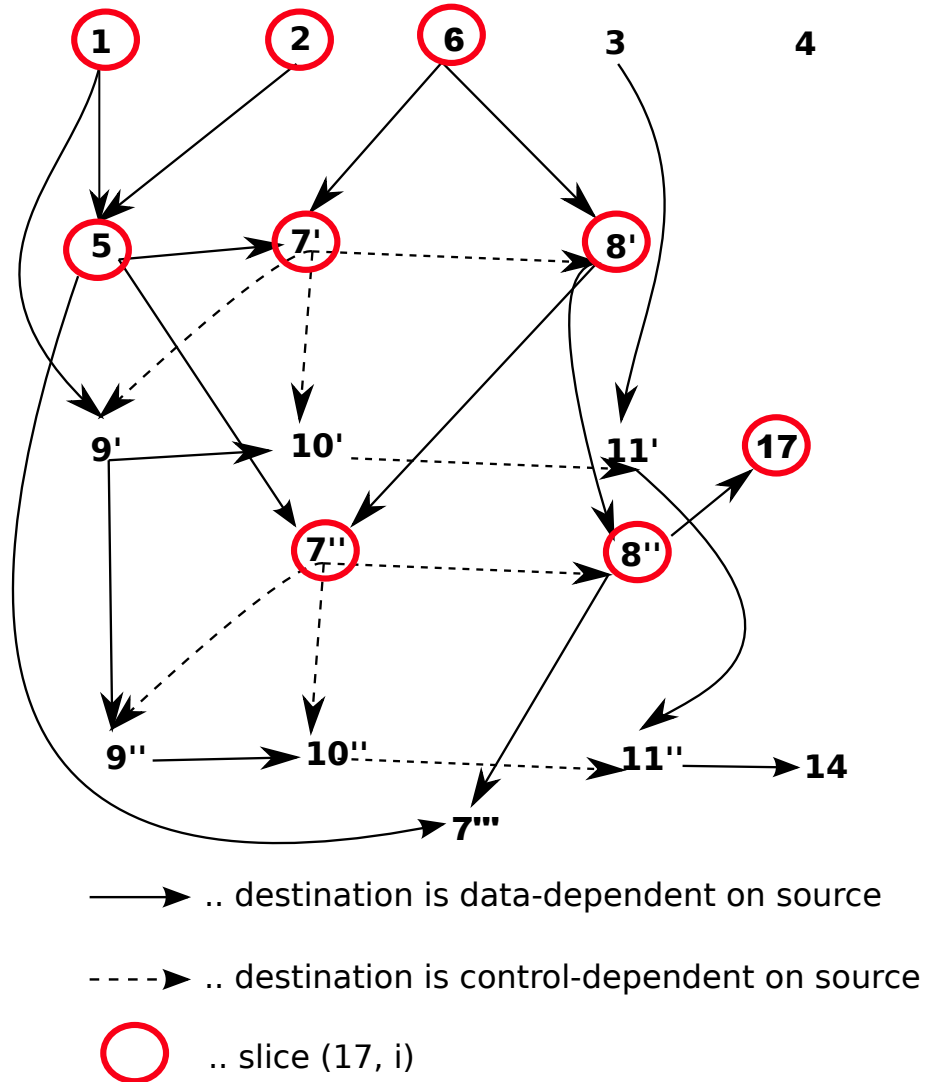 1 2 6 3 4
5 7' 8'
9' 10' 11' 17
7'' 8''
9'' 10'' 11'' 14
7'''
.. destination is data-dependent on source
.. destination is control-dependent on source
.. slice (17, i)